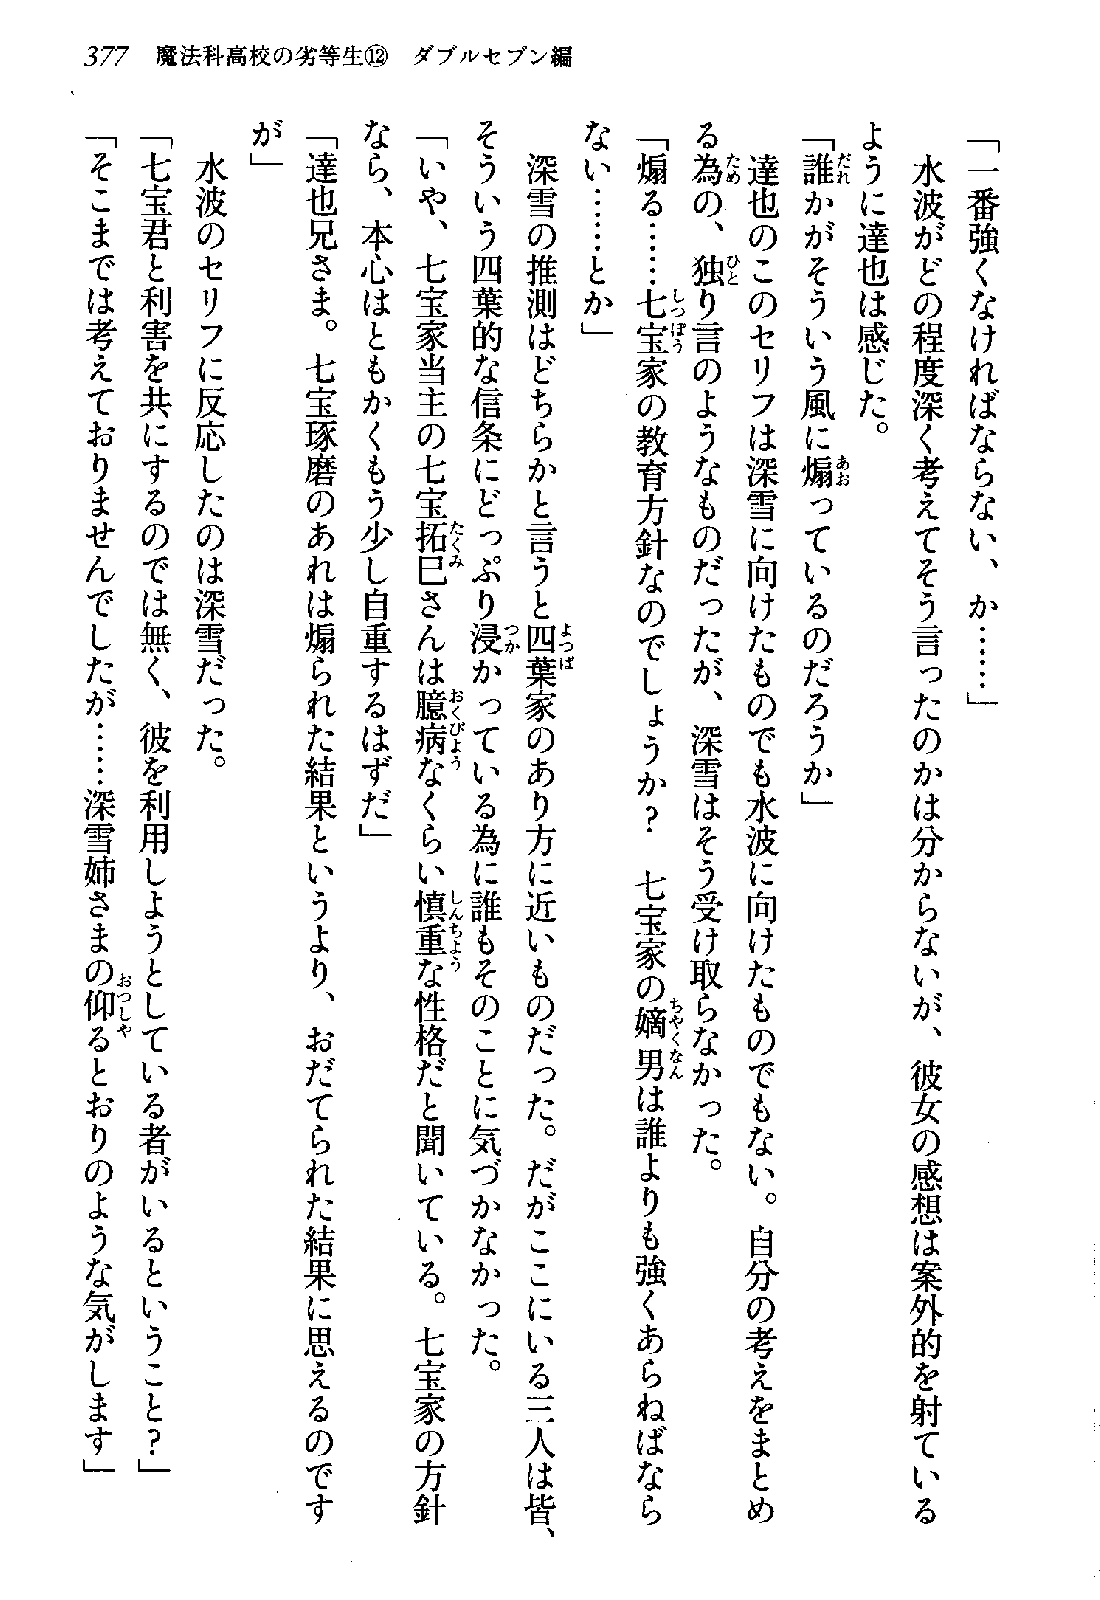 377　魔法科高校の劣等生⑫　ダブルセブン編
「一番強くなければならない、か……」
　水波がどの程度深く考えてそう言ったのかは分からないが、彼女の感想は案外的を射ている
ように達也は感じた。
「誰かがそういう風に煽っているのだろうか」
　達也のこのセリフは深雪に向けたものでも水波に向けたものでもない。自分の考えをまとめ
る為の、独り言のようなものだったが、深雪はそう受け取らなかった。
「煽る……七宝家の教育方針なのでしょうか？　七宝家の嫡男は誰よりも強くあらねばなら
ない……とか」
　深雪の推測はどちらかと言うと四葉家のあり方に近いものだった。だがここにいる三人は皆、
そういう四葉的な信条にどっぷり浸かっている為に誰もそのことに気づかなかった。
「いや、七宝家当主の七宝拓巳さんは臆病なくらい慎重な性格だと聞いている。七宝家の方針
なら、本心はともかくもう少し自重するはずだ」
「達也兄さま。七宝琢磨のあれは煽られた結果というより、おだてられた結果に思えるのです
が」
　水波のセリフに反応したのは深雪だった。
「七宝君と利害を共にするのでは無く、彼を利用しようとしている者がいるということ？」
「そこまでは考えておりませんでしたが……深雪姉さまの仰るとおりのような気がします」